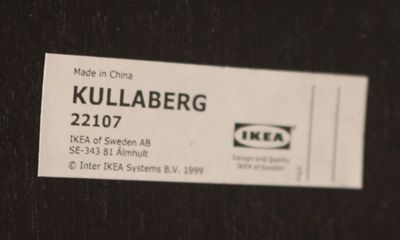 Made in China
KULLABERG
22107
IKEA of Sweden AB
SE-343 81 Älmhult
© Inter IKEA Systems B.V. 1999
IKEA
Design and Quality
IKEA of Sweden